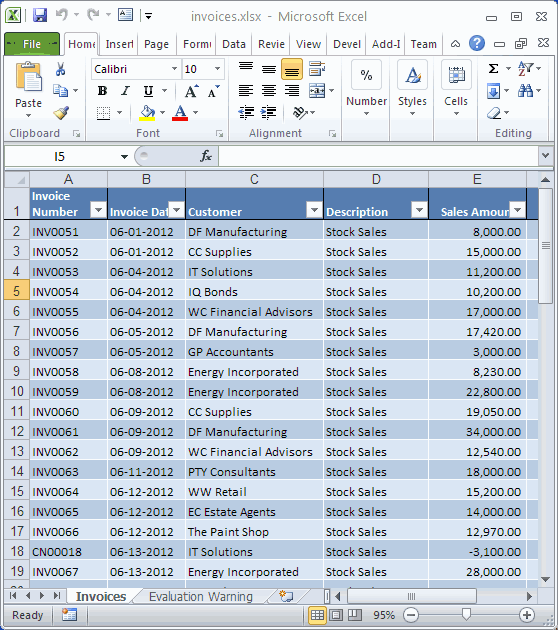 invoices.xlsx - Microsoft Excel
File Home Insert Page Form Data Revie View Devel Add-I Team
Calibri 10
Paste
B I U A A
% Number
A Styles
Cells
Clipboard Font Alignment Editing
I5 fx
A B C D E
1 Invoice Number Invoice Dat Customer Description Sales Amoun
2 INV0051 06-01-2012 DF Manufacturing Stock Sales 8,000.00
3 INV0052 06-01-2012 CC Supplies Stock Sales 15,000.00
4 INV0053 06-04-2012 IT Solutions Stock Sales 11,200.00
5 INV0054 06-04-2012 IQ Bonds Stock Sales 10,200.00
6 INV0055 06-04-2012 WC Financial Advisors Stock Sales 17,000.00
7 INV0056 06-05-2012 DF Manufacturing Stock Sales 17,420.00
8 INV0057 06-05-2012 GP Accountants Stock Sales 3,000.00
9 INV0058 06-08-2012 Energy Incorporated Stock Sales 8,230.00
10 INV0059 06-08-2012 Energy Incorporated Stock Sales 22,800.00
11 INV0060 06-09-2012 CC Supplies Stock Sales 19,050.00
12 INV0061 06-09-2012 DF Manufacturing Stock Sales 34,000.00
13 INV0062 06-09-2012 WC Financial Advisors Stock Sales 12,540.00
14 INV0063 06-11-2012 PTY Consultants Stock Sales 18,000.00
15 INV0064 06-12-2012 WW Retail Stock Sales 15,200.00
16 INV0065 06-12-2012 EC Estate Agents Stock Sales 14,000.00
17 INV0066 06-12-2012 The Paint Shop Stock Sales 12,970.00
18 CN00018 06-13-2012 IT Solutions Stock Sales -3,100.00
19 INV0067 06-13-2012 Energy Incorporated Stock Sales 28,000.00
Invoices Evaluation Warning
Ready 95%